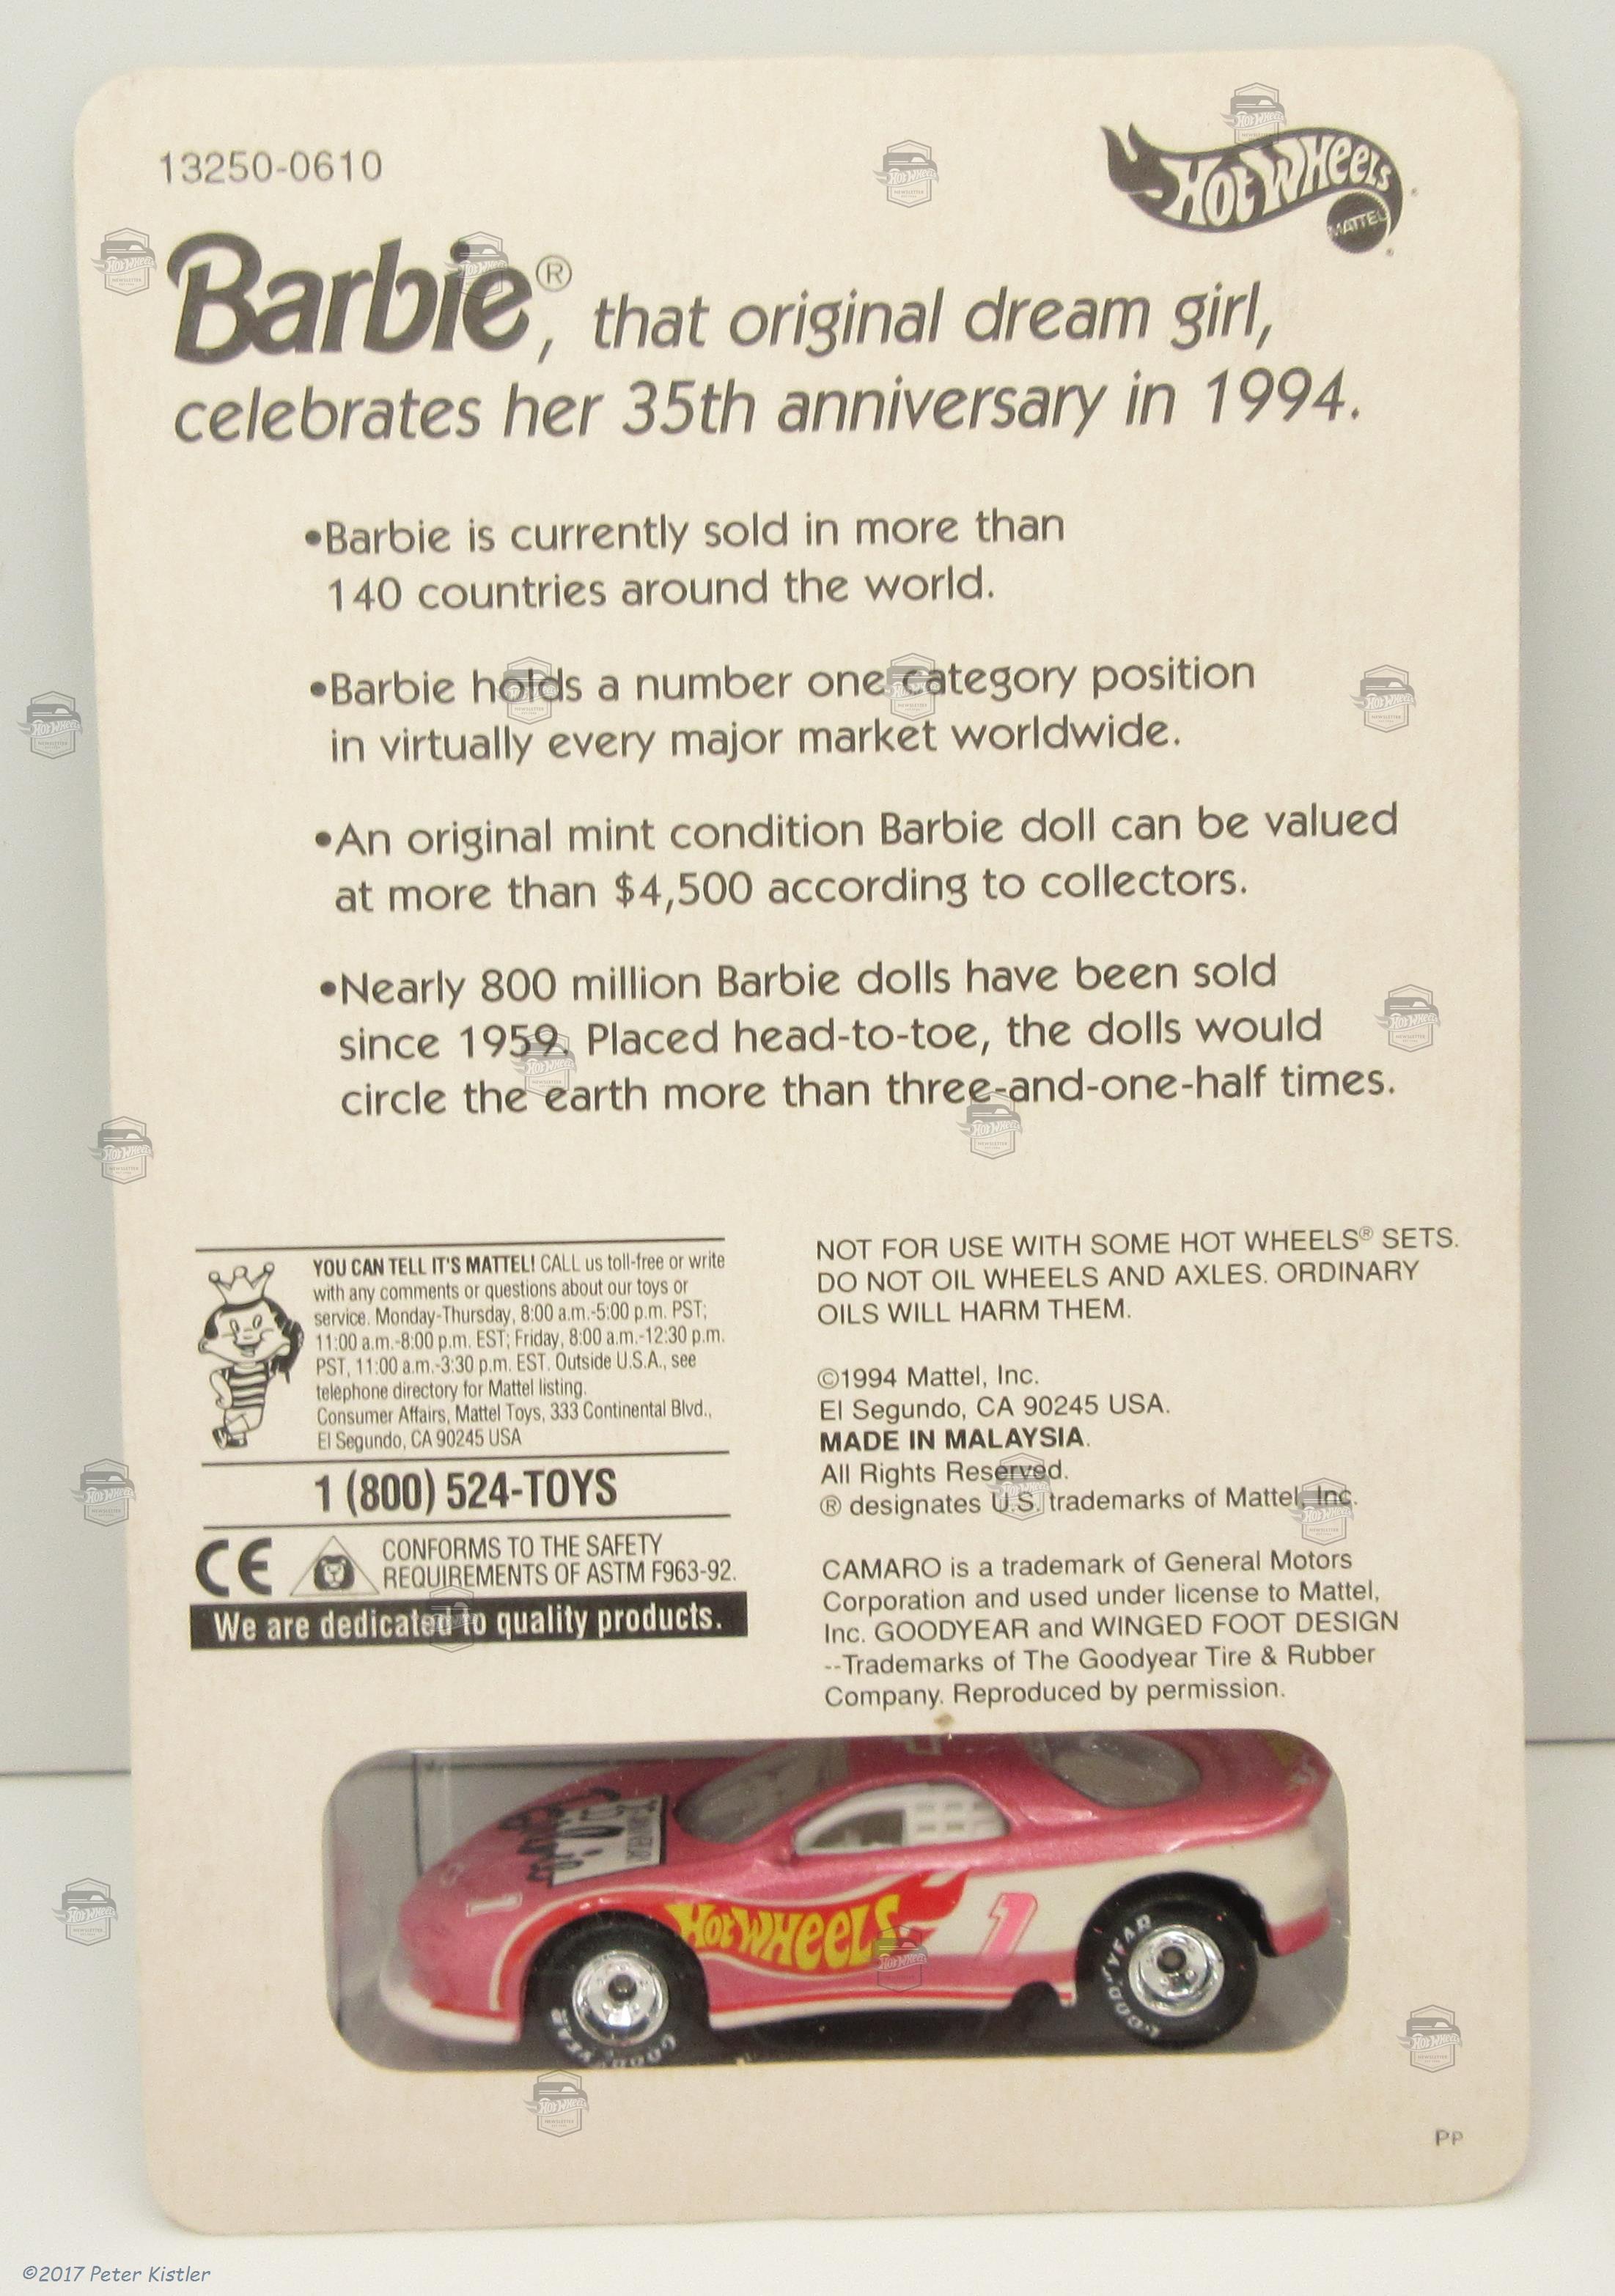 13250-0610
HOT WHEELS
MATTEL
Barbie®, that original dream girl,
celebrates her 35th anniversary in 1994.
•Barbie is currently sold in more than
140 countries around the world.
•Barbie holds a number one category position
in virtually every major market worldwide.
•An original mint condition Barbie doll can be valued
at more than $4,500 according to collectors.
•Nearly 800 million Barbie dolls have been sold
since 1959. Placed head-to-toe, the dolls would
circle the earth more than three-and-one-half times.
YOU CAN TELL IT'S MATTEL! CALL us toll-free or write
with any comments or questions about our toys or
service. Monday-Thursday, 8:00 a.m.-5:00 p.m. PST;
11:00 a.m.-8:00 p.m. EST; Friday, 8:00 a.m.-12:30 p.m.
PST, 11:00 a.m.-3:30 p.m. EST. Outside U.S.A., see
telephone directory for Mattel listing.
Consumer Affairs, Mattel Toys, 333 Continental Blvd.,
El Segundo, CA 90245 USA
1 (800) 524-TOYS
CE
CONFORMS TO THE SAFETY
REQUIREMENTS OF ASTM F963-92.
We are dedicated to quality products.
NOT FOR USE WITH SOME HOT WHEELS® SETS.
DO NOT OIL WHEELS AND AXLES. ORDINARY
OILS WILL HARM THEM.
©1994 Mattel, Inc.
El Segundo, CA 90245 USA.
MADE IN MALAYSIA.
All Rights Reserved.
® designates U.S. trademarks of Mattel, Inc.
CAMARO is a trademark of General Motors
Corporation and used under license to Mattel,
Inc. GOODYEAR and WINGED FOOT DESIGN
--Trademarks of The Goodyear Tire & Rubber
Company. Reproduced by permission.
1
HOT WHEELS
1
GOODYEAR
GOODYEAR
PP
©2017 Peter Kistler